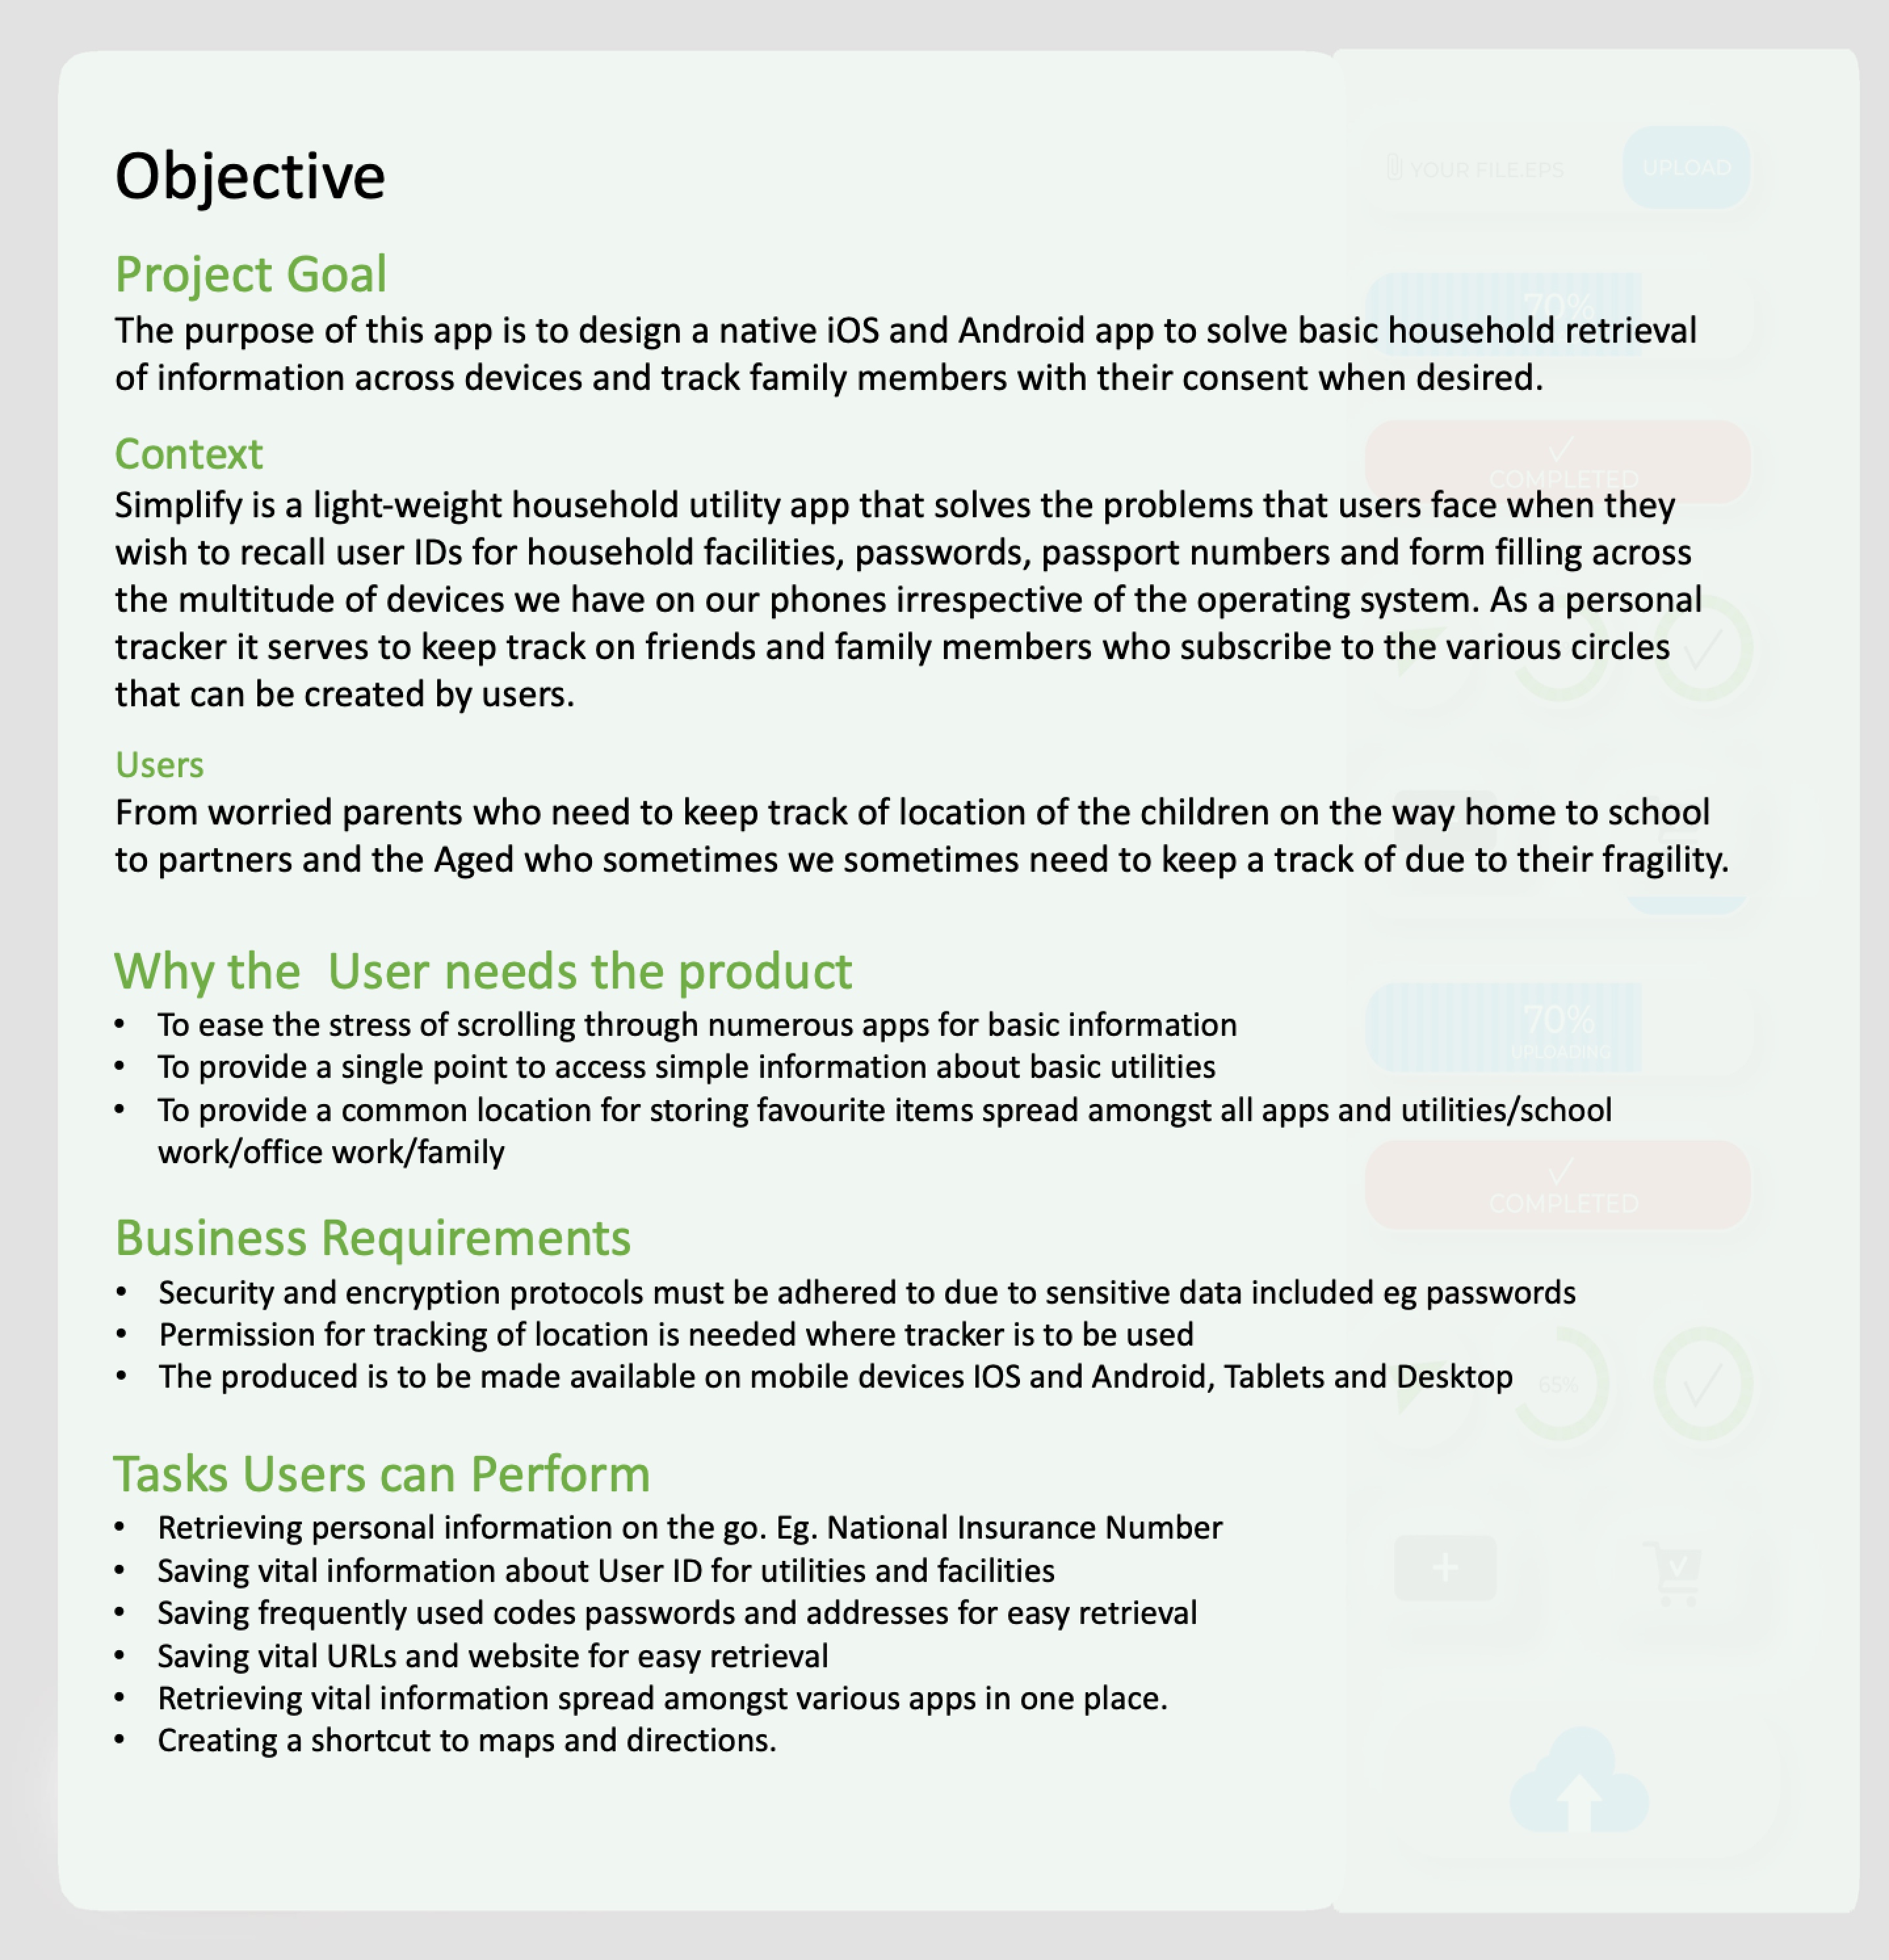 Objective
Project Goal
The purpose of this app is to design a native iOS and Android app to solve basic household retrieval
of information across devices and track family members with their consent when desired.
Context
Simplify is a light-weight household utility app that solves the problems that users face when they
wish to recall user IDs for household facilities, passwords, passport numbers and form filling across
the multitude of devices we have on our phones irrespective of the operating system. As a personal
tracker it serves to keep track on friends and family members who subscribe to the various circles
that can be created by users.
Users
From worried parents who need to keep track of location of the children on the way home to school
to partners and the Aged who sometimes we sometimes need to keep a track of due to their fragility.
Why the  User needs the product
• To ease the stress of scrolling through numerous apps for basic information
• To provide a single point to access simple information about basic utilities
• To provide a common location for storing favourite items spread amongst all apps and utilities/school
work/office work/family
Business Requirements
• Security and encryption protocols must be adhered to due to sensitive data included eg passwords
• Permission for tracking of location is needed where tracker is to be used
• The produced is to be made available on mobile devices IOS and Android, Tablets and Desktop
Tasks Users can Perform
• Retrieving personal information on the go. Eg. National Insurance Number
• Saving vital information about User ID for utilities and facilities
• Saving frequently used codes passwords and addresses for easy retrieval
• Saving vital URLs and website for easy retrieval
• Retrieving vital information spread amongst various apps in one place.
• Creating a shortcut to maps and directions.
YOUR FILE.EPS
UPLOAD
70%
COMPLETED
70%
UPLOADING
COMPLETED
65%